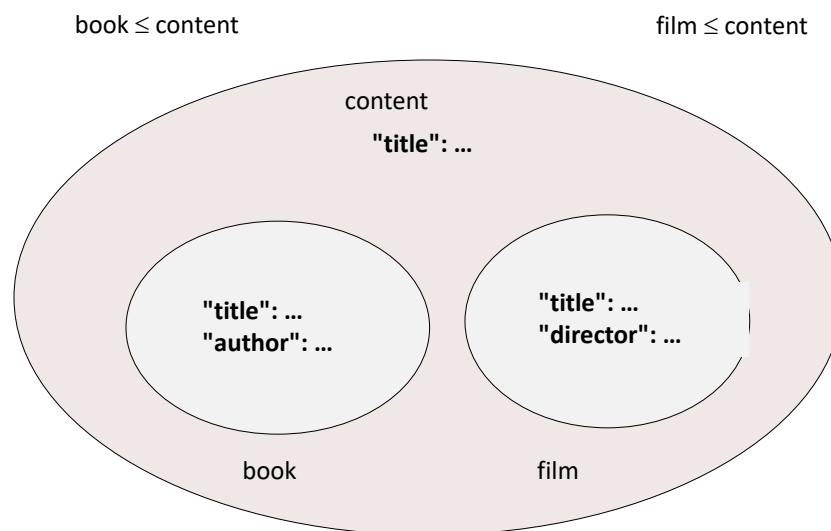 book ≤ content
film ≤ content
content
"title": …
"title": …
"author": …
"title": …
"director": …
book
film